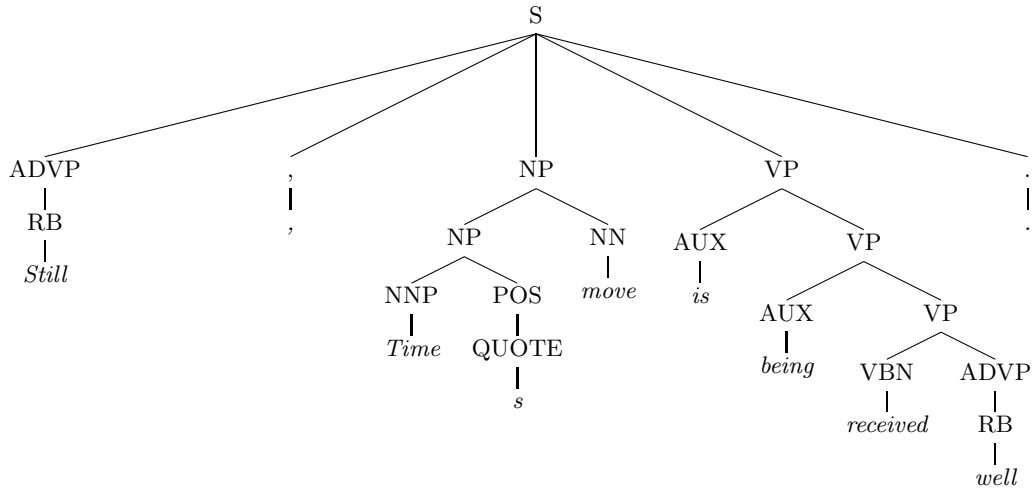 S
ADVP , NP VP .
RB , .
Still NP NN AUX VP
NNP POS move is AUX VP
Time QUOTE being VBN ADVP
s received RB
well